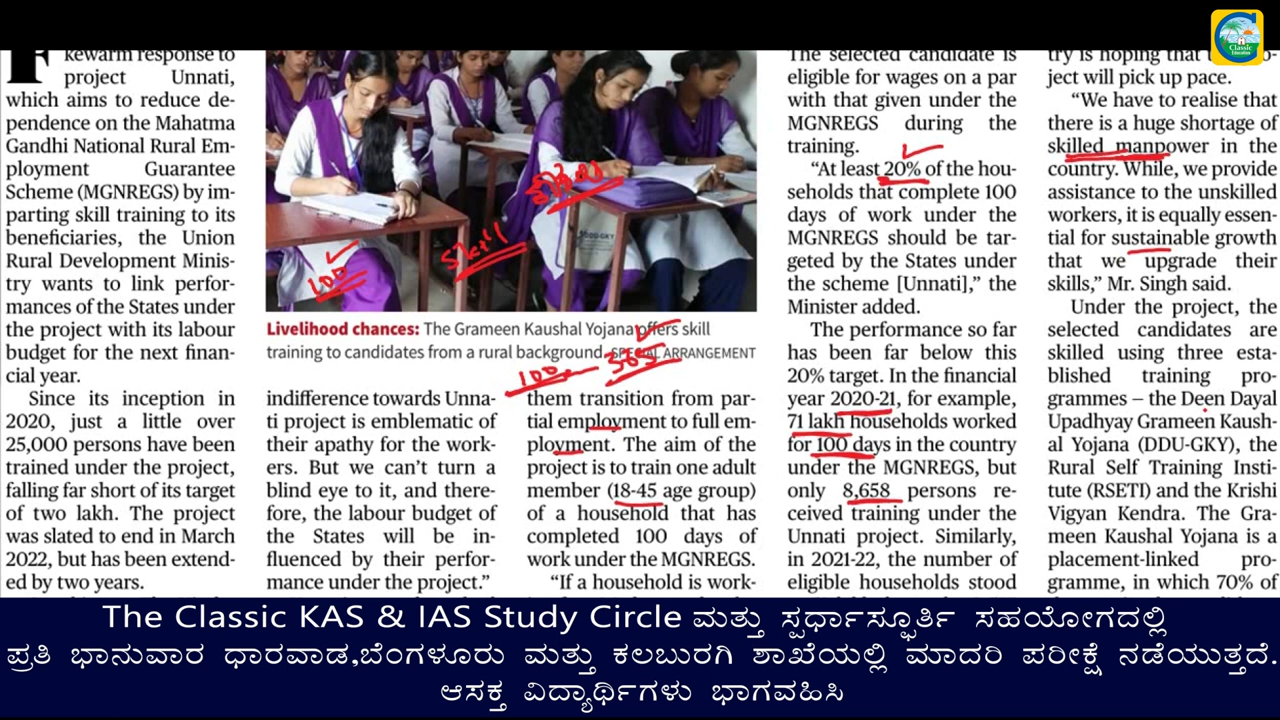 kewarm response to
project Unnati,
which aims to reduce de-
pendence on the Mahatma
Gandhi National Rural Em-
ployment Guarantee
Scheme (MGNREGS) by im-
parting skill training to its
beneficiaries, the Union
Rural Development Minis-
try wants to link perfor-
mances of the States under
the project with its labour
budget for the next finan-
cial year.
Since its inception in
2020, just a little over
25,000 persons have been
trained under the project,
falling far short of its target
of two lakh. The project
was slated to end in March
2022, but has been extend-
ed by two years.
100
skill
Livelihood chances: The Grameen Kaushal Yojana offers skill
training to candidates from a rural background. SPECIAL ARRANGEMENT
100
365
indifference towards Unna-
ti project is emblematic of
their apathy for the work-
ers. But we can't turn a
blind eye to it, and there-
fore, the labour budget of
the States will be in-
fluenced by their perfor-
mance under the project."
them transition from par-
tial employment to full em-
ployment. The aim of the
project is to train one adult
member (18-45 age group)
of a household that has
completed 100 days of
work under the MGNREGS.
"If a household is work-
The selected candidate is
eligible for wages on a par
with that given under the
MGNREGS during the
training.
"At least 20% of the hou-
seholds that complete 100
days of work under the
MGNREGS should be tar-
geted by the States under
the scheme [Unnati]," the
Minister added.
The performance so far
has been far below this
20% target. In the financial
year 2020-21, for example,
71 lakh households worked
for 100 days in the country
under the MGNREGS, but
only 8,658 persons re-
ceived training under the
Unnati project. Similarly,
in 2021-22, the number of
eligible households stood
try is hoping that
ject will pick up pace.
"We have to realise that
there is a huge shortage of
skilled manpower in the
country. While, we provide
assistance to the unskilled
workers, it is equally essen-
tial for sustainable growth
that we upgrade their
skills," Mr. Singh said.
Under the project, the
selected candidates are
skilled using three esta-
blished training pro-
grammes – the Deen Dayal
Upadhyay Grameen Kaush-
al Yojana (DDU-GKY), the
Rural Self Training Insti-
tute (RSETI) and the Krishi
Vigyan Kendra. The Gra-
meen Kaushal Yojana is a
placement-linked pro-
gramme, in which 70% of
Classic
Education
The Classic KAS & IAS Study Circle ಮತ್ತು ಸ್ಪರ್ಧಾಸ್ಫೂರ್ತಿ ಸಹಯೋಗದಲ್ಲಿ
ಪ್ರತಿ ಭಾನುವಾರ ಧಾರವಾಡ,ಬೆಂಗಳೂರು ಮತ್ತು ಕಲಬುರಗಿ ಶಾಖೆಯಲ್ಲಿ ಮಾದರಿ ಪರೀಕ್ಷೆ ನಡೆಯುತ್ತದೆ.
ಆಸಕ್ತ ವಿದ್ಯಾರ್ಥಿಗಳು ಭಾಗವಹಿಸಿ